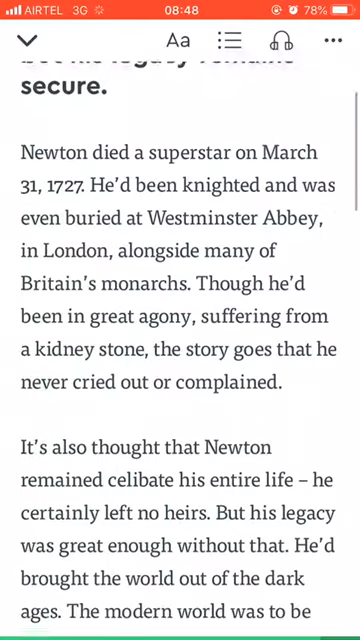 AIRTEL 3G 08:48 78%
Aa
secure.
Newton died a superstar on March
31, 1727. He’d been knighted and was
even buried at Westminster Abbey,
in London, alongside many of
Britain’s monarchs. Though he’d
been in great agony, suffering from
a kidney stone, the story goes that he
never cried out or complained.
It’s also thought that Newton
remained celibate his entire life – he
certainly left no heirs. But his legacy
was great enough without that. He’d
brought the world out of the dark
ages. The modern world was to be